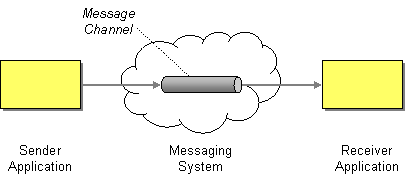 Message
Channel
Sender
Application
Messaging
System
Receiver
Application